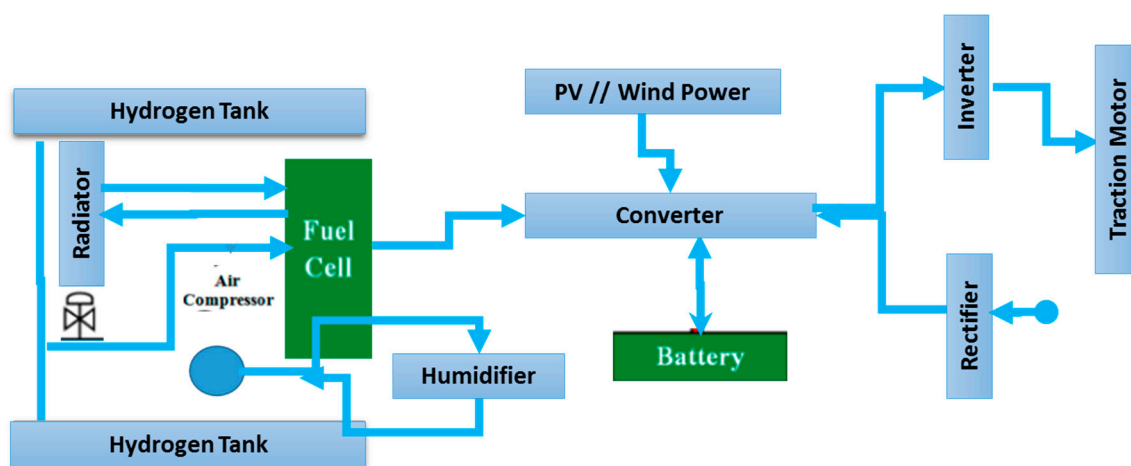 Hydrogen Tank
Radiator
Fuel
Cell
Air
Compressor
Humidifier
Hydrogen Tank
PV // Wind Power
Converter
Battery
Inverter
Traction Motor
Rectifier